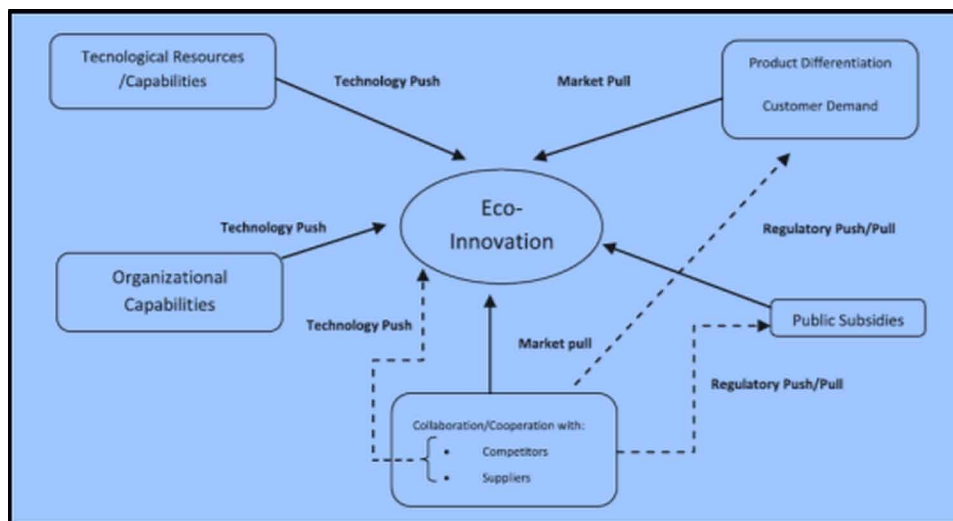 Tecnological Resources
/Capabilities
Technology Push
Market Pull
Product Differentiation
Customer Demand
Eco-
Innovation
Technology Push
Regulatory Push/Pull
Organizational
Capabilities
Public Subsidies
Technology Push
Market pull
Regulatory Push/Pull
Collaboration/Cooperation with:
• Competitors
• Suppliers